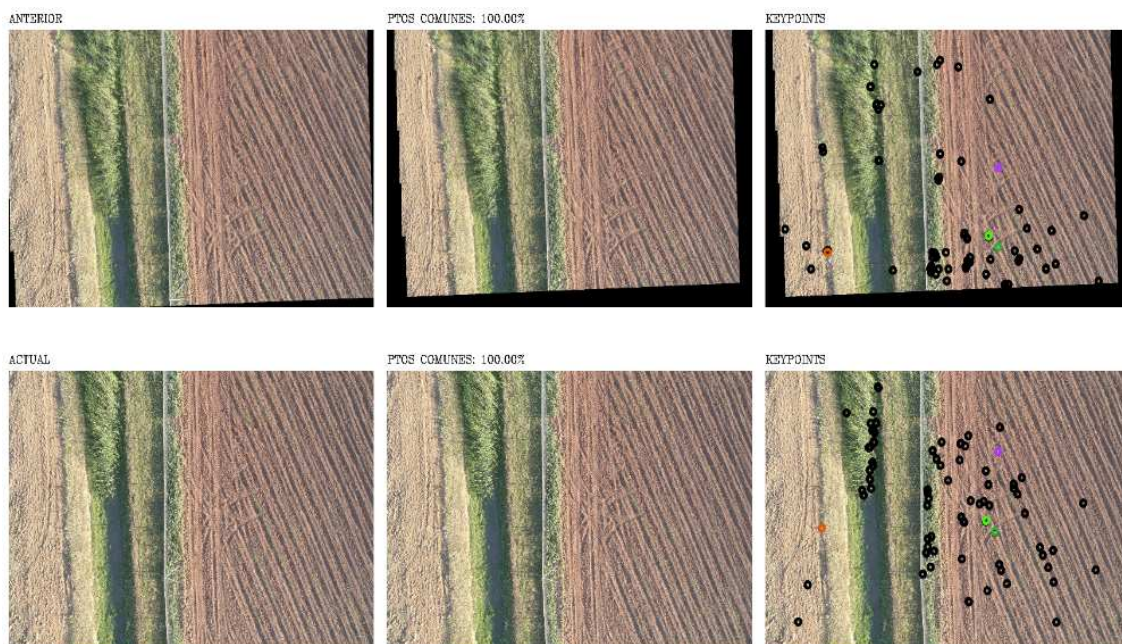 ANTERIOR
PTOS COMUNES: 100.00%
KEYPOINTS
ACTUAL
PTOS COMUNES: 100.00%
KEYPOINTS